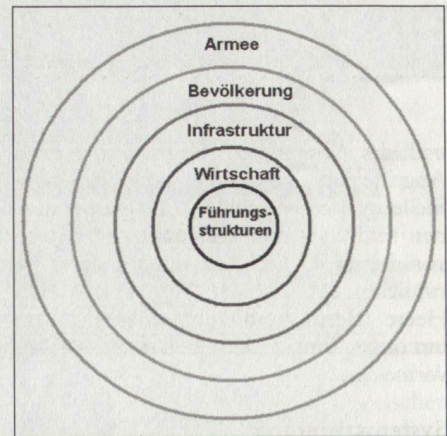 Armee
Bevölkerung
Infrastruktur
Wirtschaft
Führungs-
strukturen